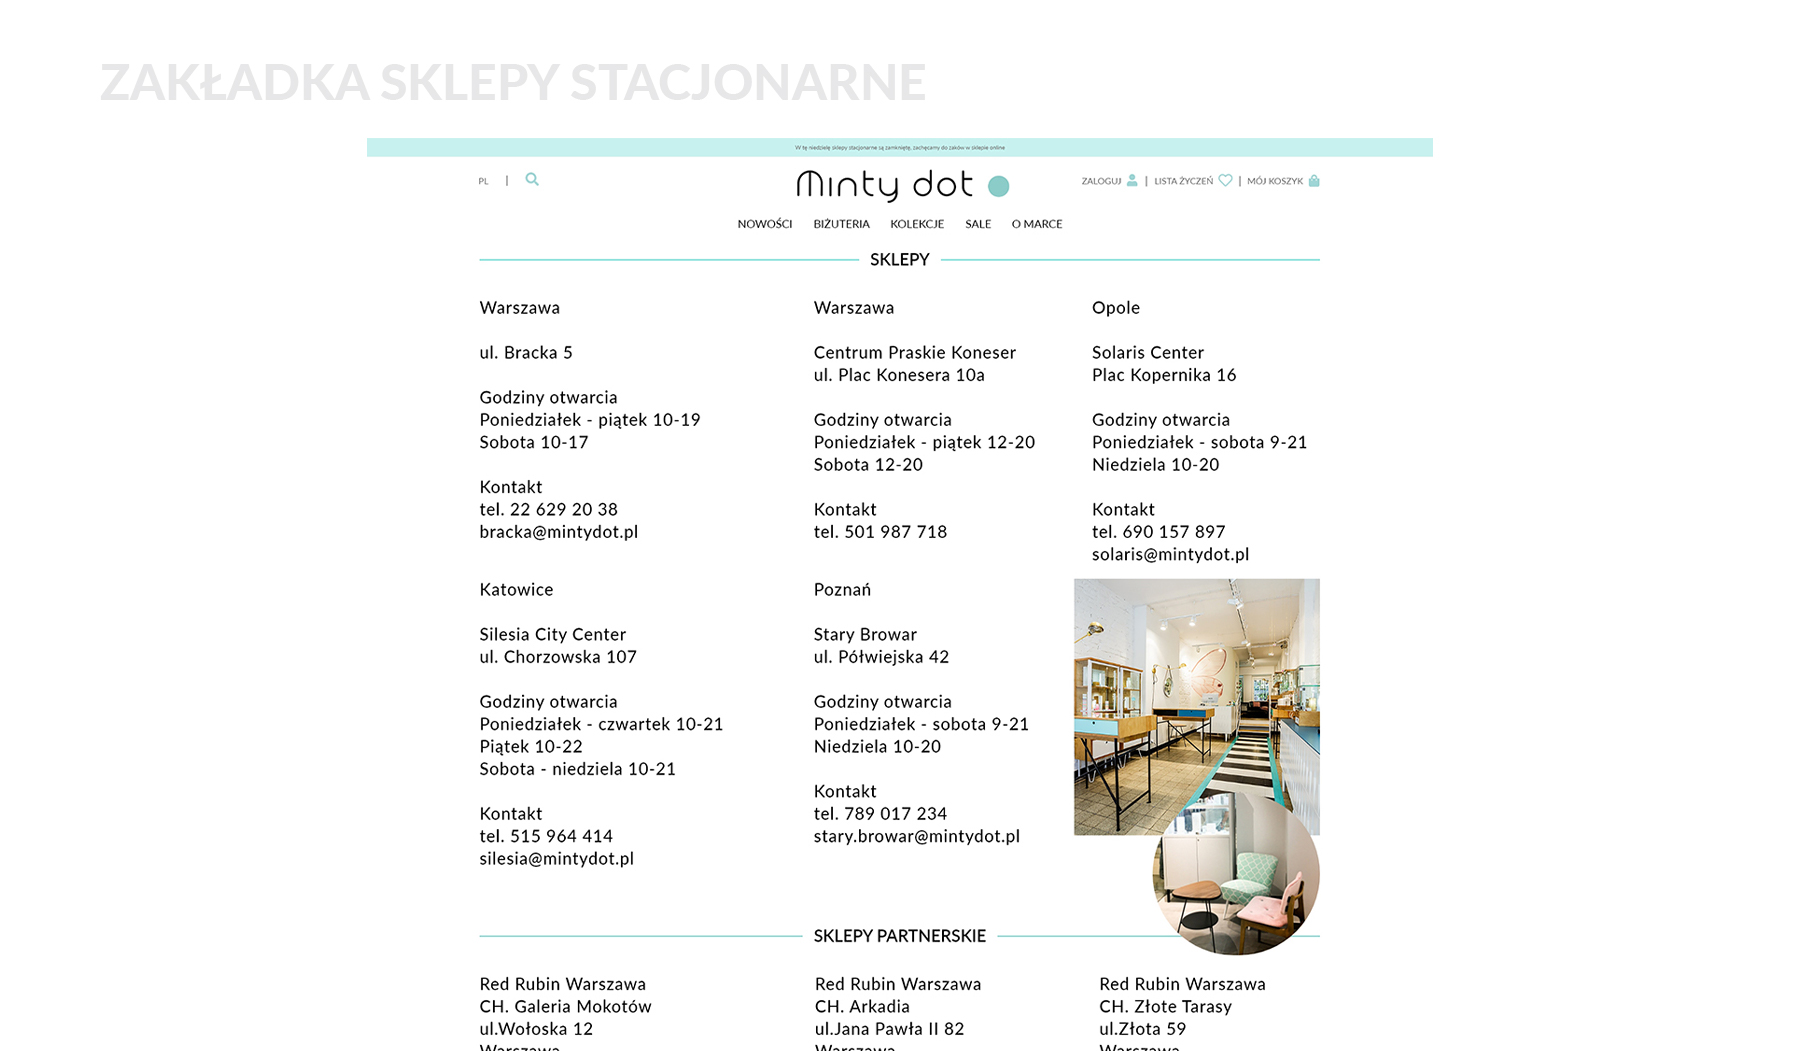 ZAKŁADKA SKLEPY STACJONARNE
W tę niedzielę sklepy stacjonarne są zamknięte, zachęcamy do zaków w sklepie online
PL |
minty dot
ZALOGUJ | LISTA ŻYCZEŃ | MÓJ KOSZYK
NOWOŚCI BIŻUTERIA KOLEKCJE SALE O MARCE
SKLEPY
Warszawa
ul. Bracka 5
Godziny otwarcia
Poniedziałek - piątek 10-19
Sobota 10-17
Kontakt
tel. 22 629 20 38
bracka@mintydot.pl
Warszawa
Centrum Praskie Koneser
ul. Plac Konesera 10a
Godziny otwarcia
Poniedziałek - piątek 12-20
Sobota 12-20
Kontakt
tel. 501 987 718
Opole
Solaris Center
Plac Kopernika 16
Godziny otwarcia
Poniedziałek - sobota 9-21
Niedziela 10-20
Kontakt
tel. 690 157 897
solaris@mintydot.pl
Katowice
Silesia City Center
ul. Chorzowska 107
Godziny otwarcia
Poniedziałek - czwartek 10-21
Piątek 10-22
Sobota - niedziela 10-21
Kontakt
tel. 515 964 414
silesia@mintydot.pl
Poznań
Stary Browar
ul. Półwiejska 42
Godziny otwarcia
Poniedziałek - sobota 9-21
Niedziela 10-20
Kontakt
tel. 789 017 234
stary.browar@mintydot.pl
SKLEPY PARTNERSKIE
Red Rubin Warszawa
CH. Galeria Mokotów
ul.Wołoska 12
Warszawa
Red Rubin Warszawa
CH. Arkadia
ul.Jana Pawła II 82
Warszawa
Red Rubin Warszawa
CH. Złote Tarasy
ul.Złota 59
Warszawa